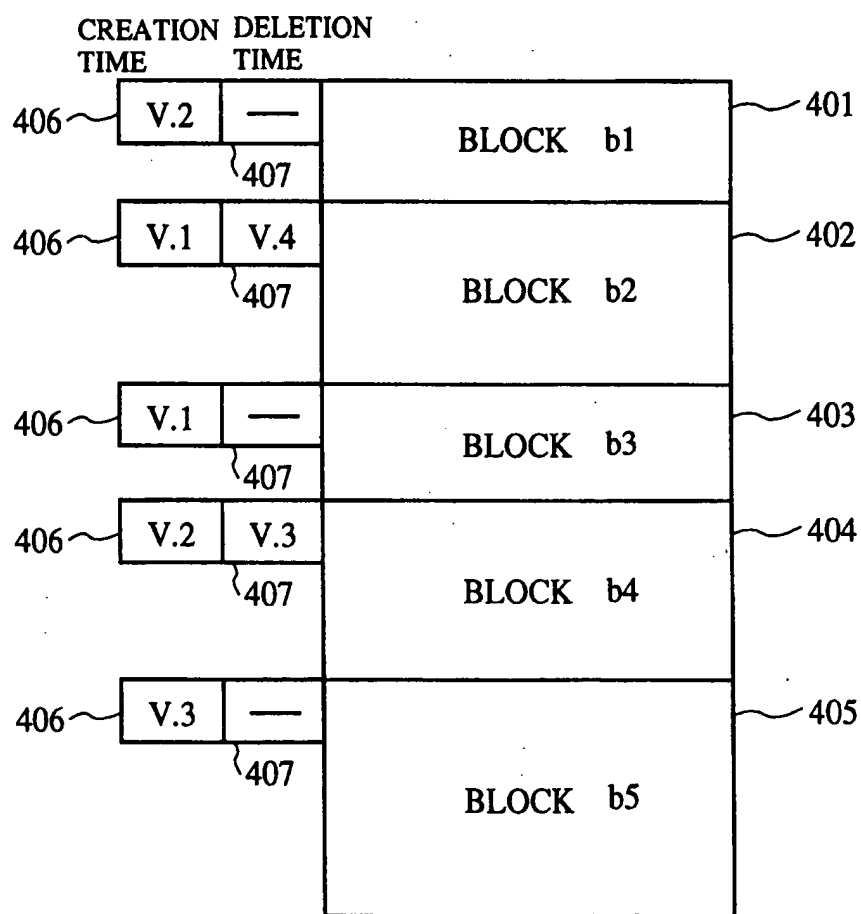 CREATION TIME
DELETION TIME
406 V.2 — 407 BLOCK b1 401
406 V.1 V.4 407 BLOCK b2 402
406 V.1 — 407 BLOCK b3 403
406 V.2 V.3 407 BLOCK b4 404
406 V.3 — 407 BLOCK b5 405